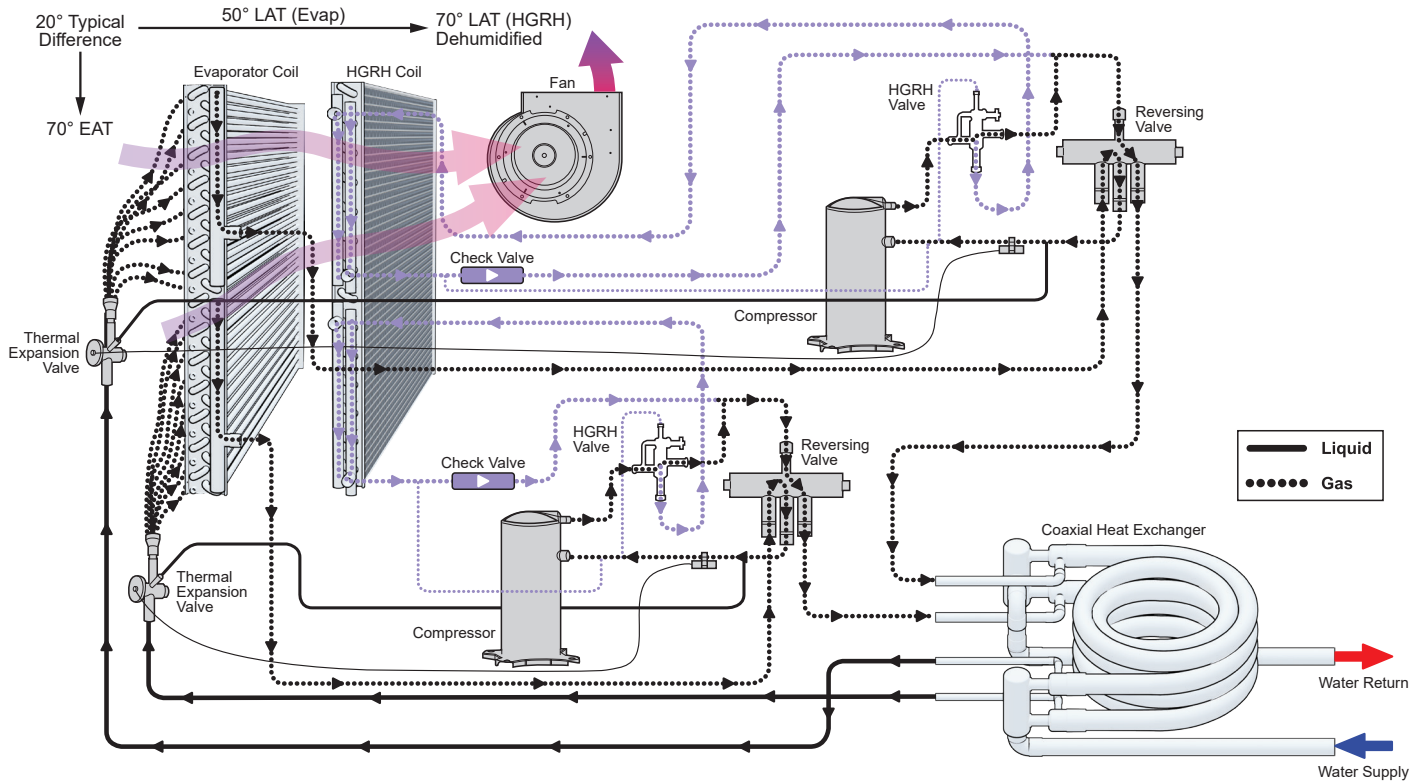 20° Typical
Difference
50° LAT (Evap)
70° LAT (HGRH)
Dehumidified
70° EAT
Evaporator Coil
HGRH Coil
Fan
HGRH
Valve
Reversing
Valve
Check Valve
Compressor
Thermal
Expansion
Valve
HGRH
Valve
Reversing
Valve
Check Valve
Liquid
Gas
Coaxial Heat Exchanger
Thermal
Expansion
Valve
Compressor
Water Return
Water Supply